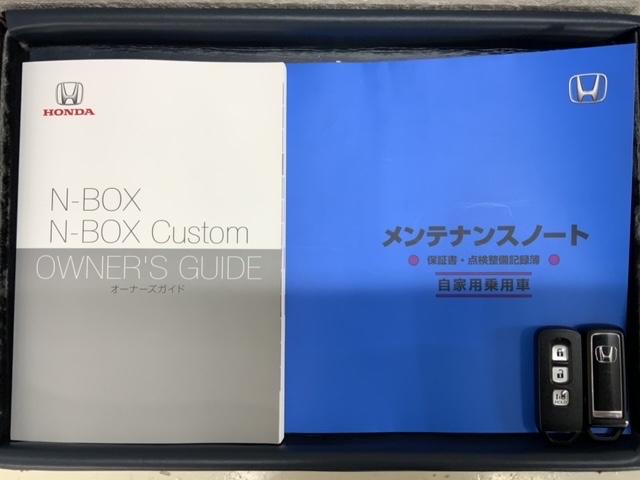 HONDA
N-BOX
N-BOX Custom
OWNER'S GUIDE
オーナーズガイド
メンテナンスノート
保証書・点検整備記録簿
自家用乗用車
HOLD